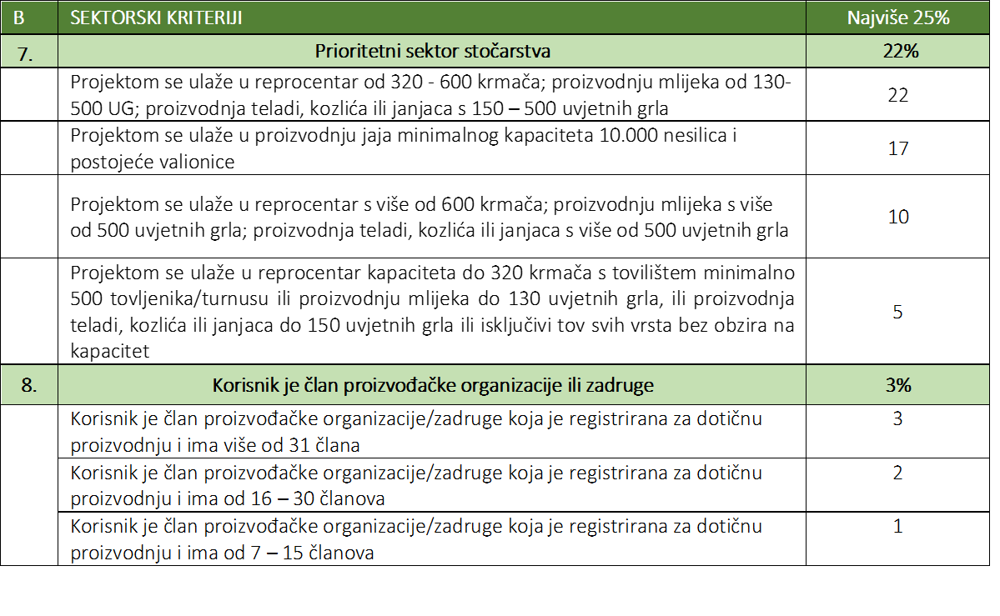 B SEKTORSKI KRITERIJI Najviše 25%
7. Prioritetni sektor stočarstva 22%
Projektom se ulaže u reprocentar od 320 - 600 krmača; proizvodnju mlijeka od 130-
500 UG; proizvodnja teladi, kozlića ili janjaca s 150 – 500 uvjetnih grla
22
Projektom se ulaže u proizvodnju jaja minimalnog kapaciteta 10.000 nesilica i
postojeće valionice
17
Projektom se ulaže u reprocentar s više od 600 krmača; proizvodnju mlijeka s više
od 500 uvjetnih grla; proizvodnja teladi, kozlića ili janjaca s više od 500 uvjetnih grla
10
Projektom se ulaže u reprocentar kapaciteta do 320 krmača s tovilištem minimalno
500 tovljenika/turnusu ili proizvodnju mlijeka do 130 uvjetnih grla, ili proizvodnja
teladi, kozlića ili janjaca do 150 uvjetnih grla ili isključivi tov svih vrsta bez obzira na
kapacitet
5
8. Korisnik je član proizvođačke organizacije ili zadruge 3%
Korisnik je član proizvođačke organizacije/zadruge koja je registrirana za dotičnu 3
proizvodnju i ima više od 31 člana
Korisnik je član proizvođačke organizacije/zadruge koja je registrirana za dotičnu 2
proizvodnju i ima od 16 – 30 članova
Korisnik je član proizvođačke organizacije/zadruge koja je registrirana za dotičnu 1
proizvodnju i ima od 7 – 15 članova